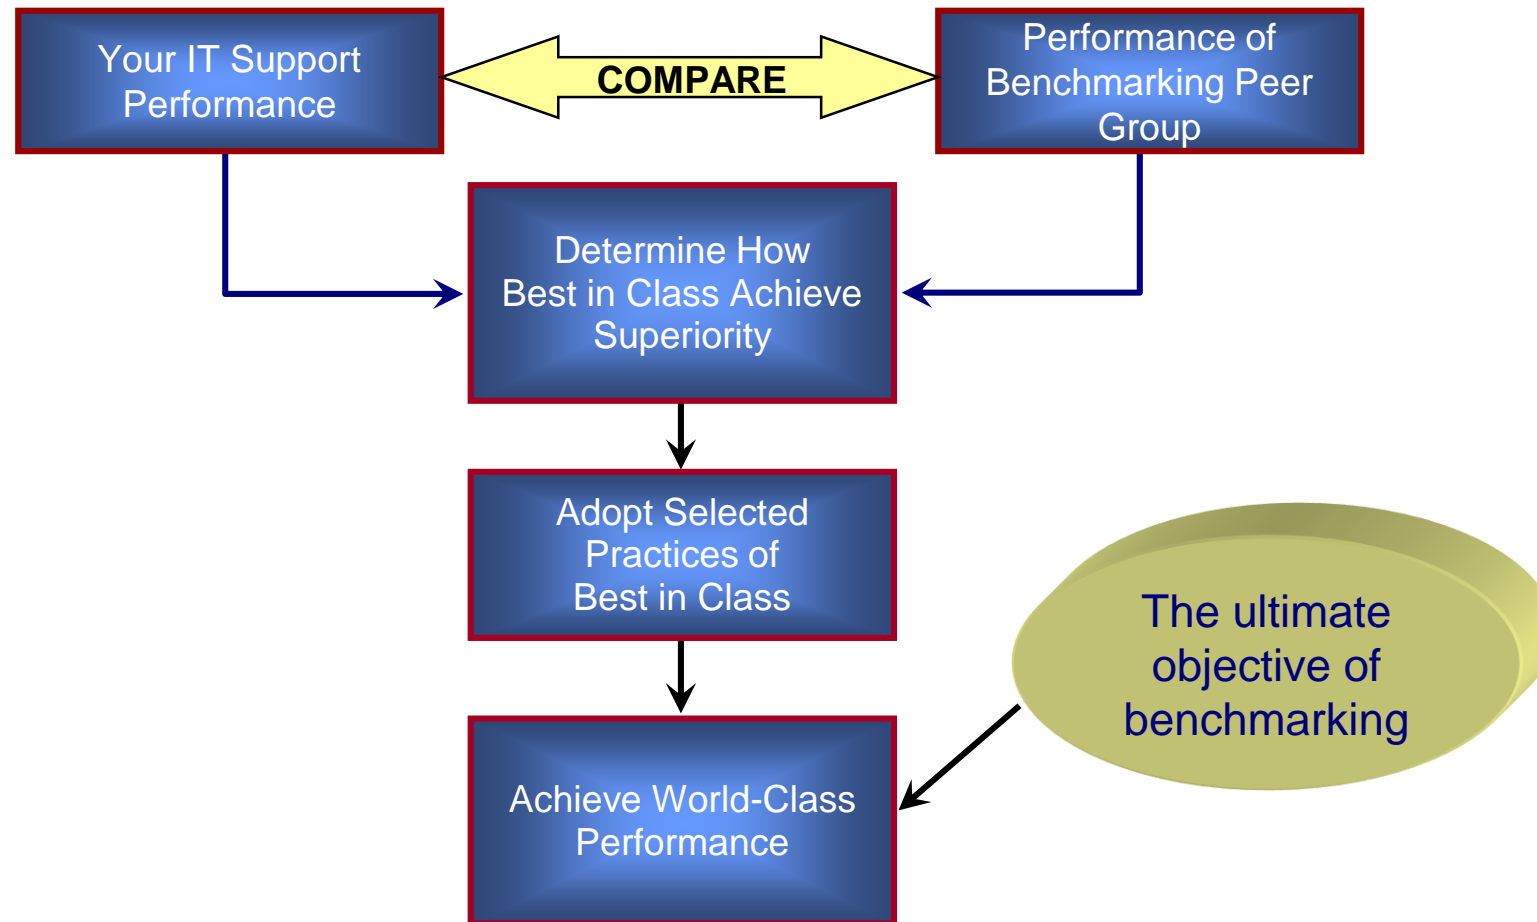 Your IT Support
Performance
COMPARE
Performance of
Benchmarking Peer
Group
Determine How
Best in Class Achieve
Superiority
Adopt Selected
Practices of
Best in Class
The ultimate
objective of
benchmarking
Achieve World-Class
Performance